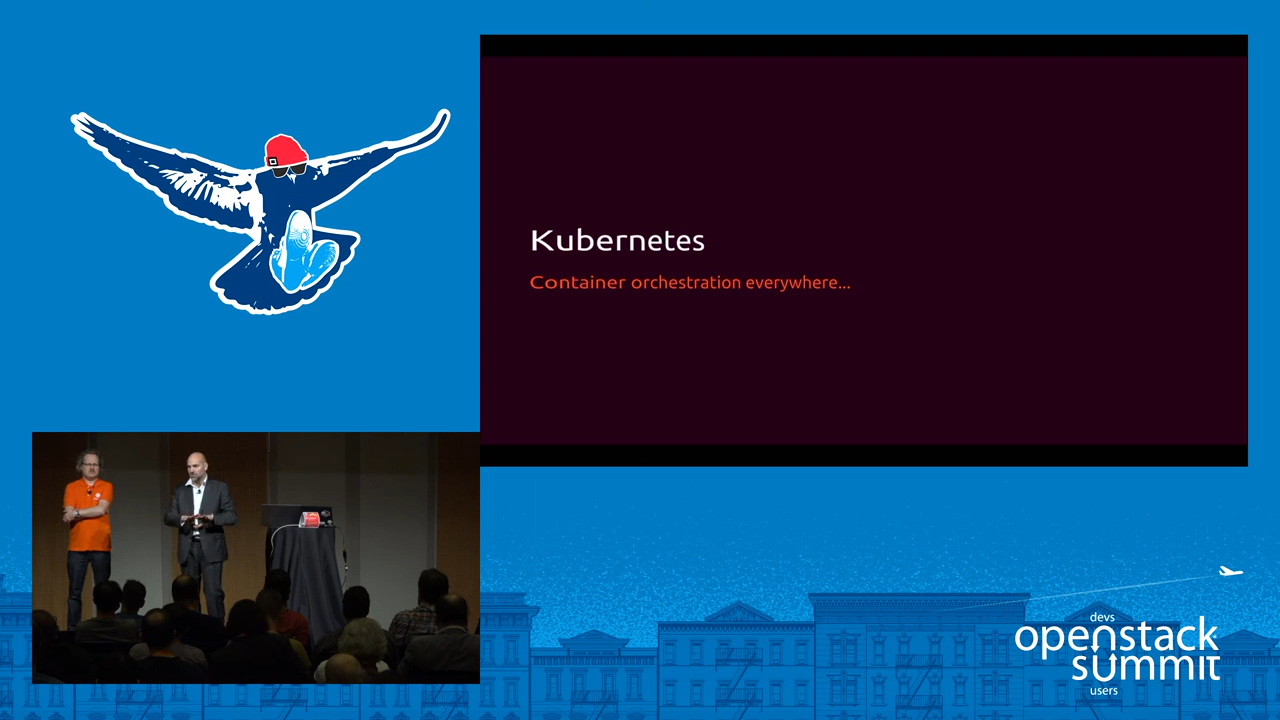 Kubernetes
Container orchestration everywhere...
devs
openstack
summit
users